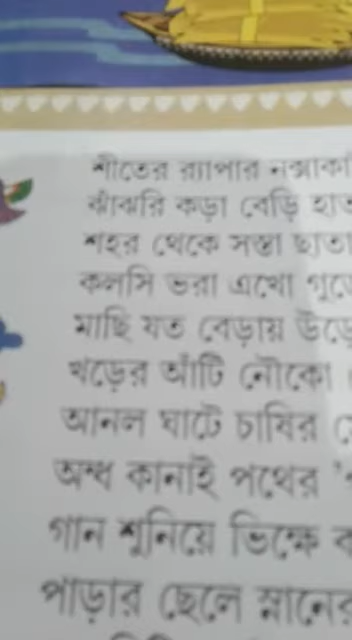 শীতের র‍্যাপার নক্সাকা
ঝাঁঝরি কড়া বেড়ি হাত
শহর থেকে সস্তা ছাতা
কলসি ভরা এখো গুড়ে
মাছি যত বেড়ায় উড়ে
খড়ের আঁটি নৌকো
আনল ঘাটে চাষির
অন্ধ কানাই পথের '
গান শুনিয়ে ভিক্ষে ক
পাড়ার ছেলে স্নানের